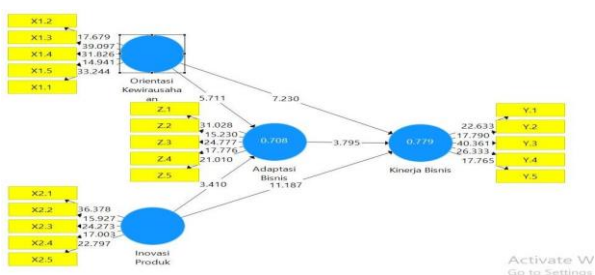 X1.2
X1.3
X1.4
X1.5
X1.1
17.679
39.097
31.826
14.941
33.244
Orientasi
Kewirausaha
an
5.711
7.230
Z.1
Z.2
Z.3
Z.4
Z.5
31.028
15.230
24.777
17.776
21.010
0.708
Adaptasi
Bisnis
3.795
0.779
Kinerja Bisnis
22.633
17.790
40.361
26.333
17.765
Y.1
Y.2
Y.3
Y.4
Y.5
3.410
11.187
X2.1
X2.2
X2.3
X2.4
X2.5
36.378
15.927
24.273
17.003
22.797
Inovasi
Produk
Activate W
Go to Settings